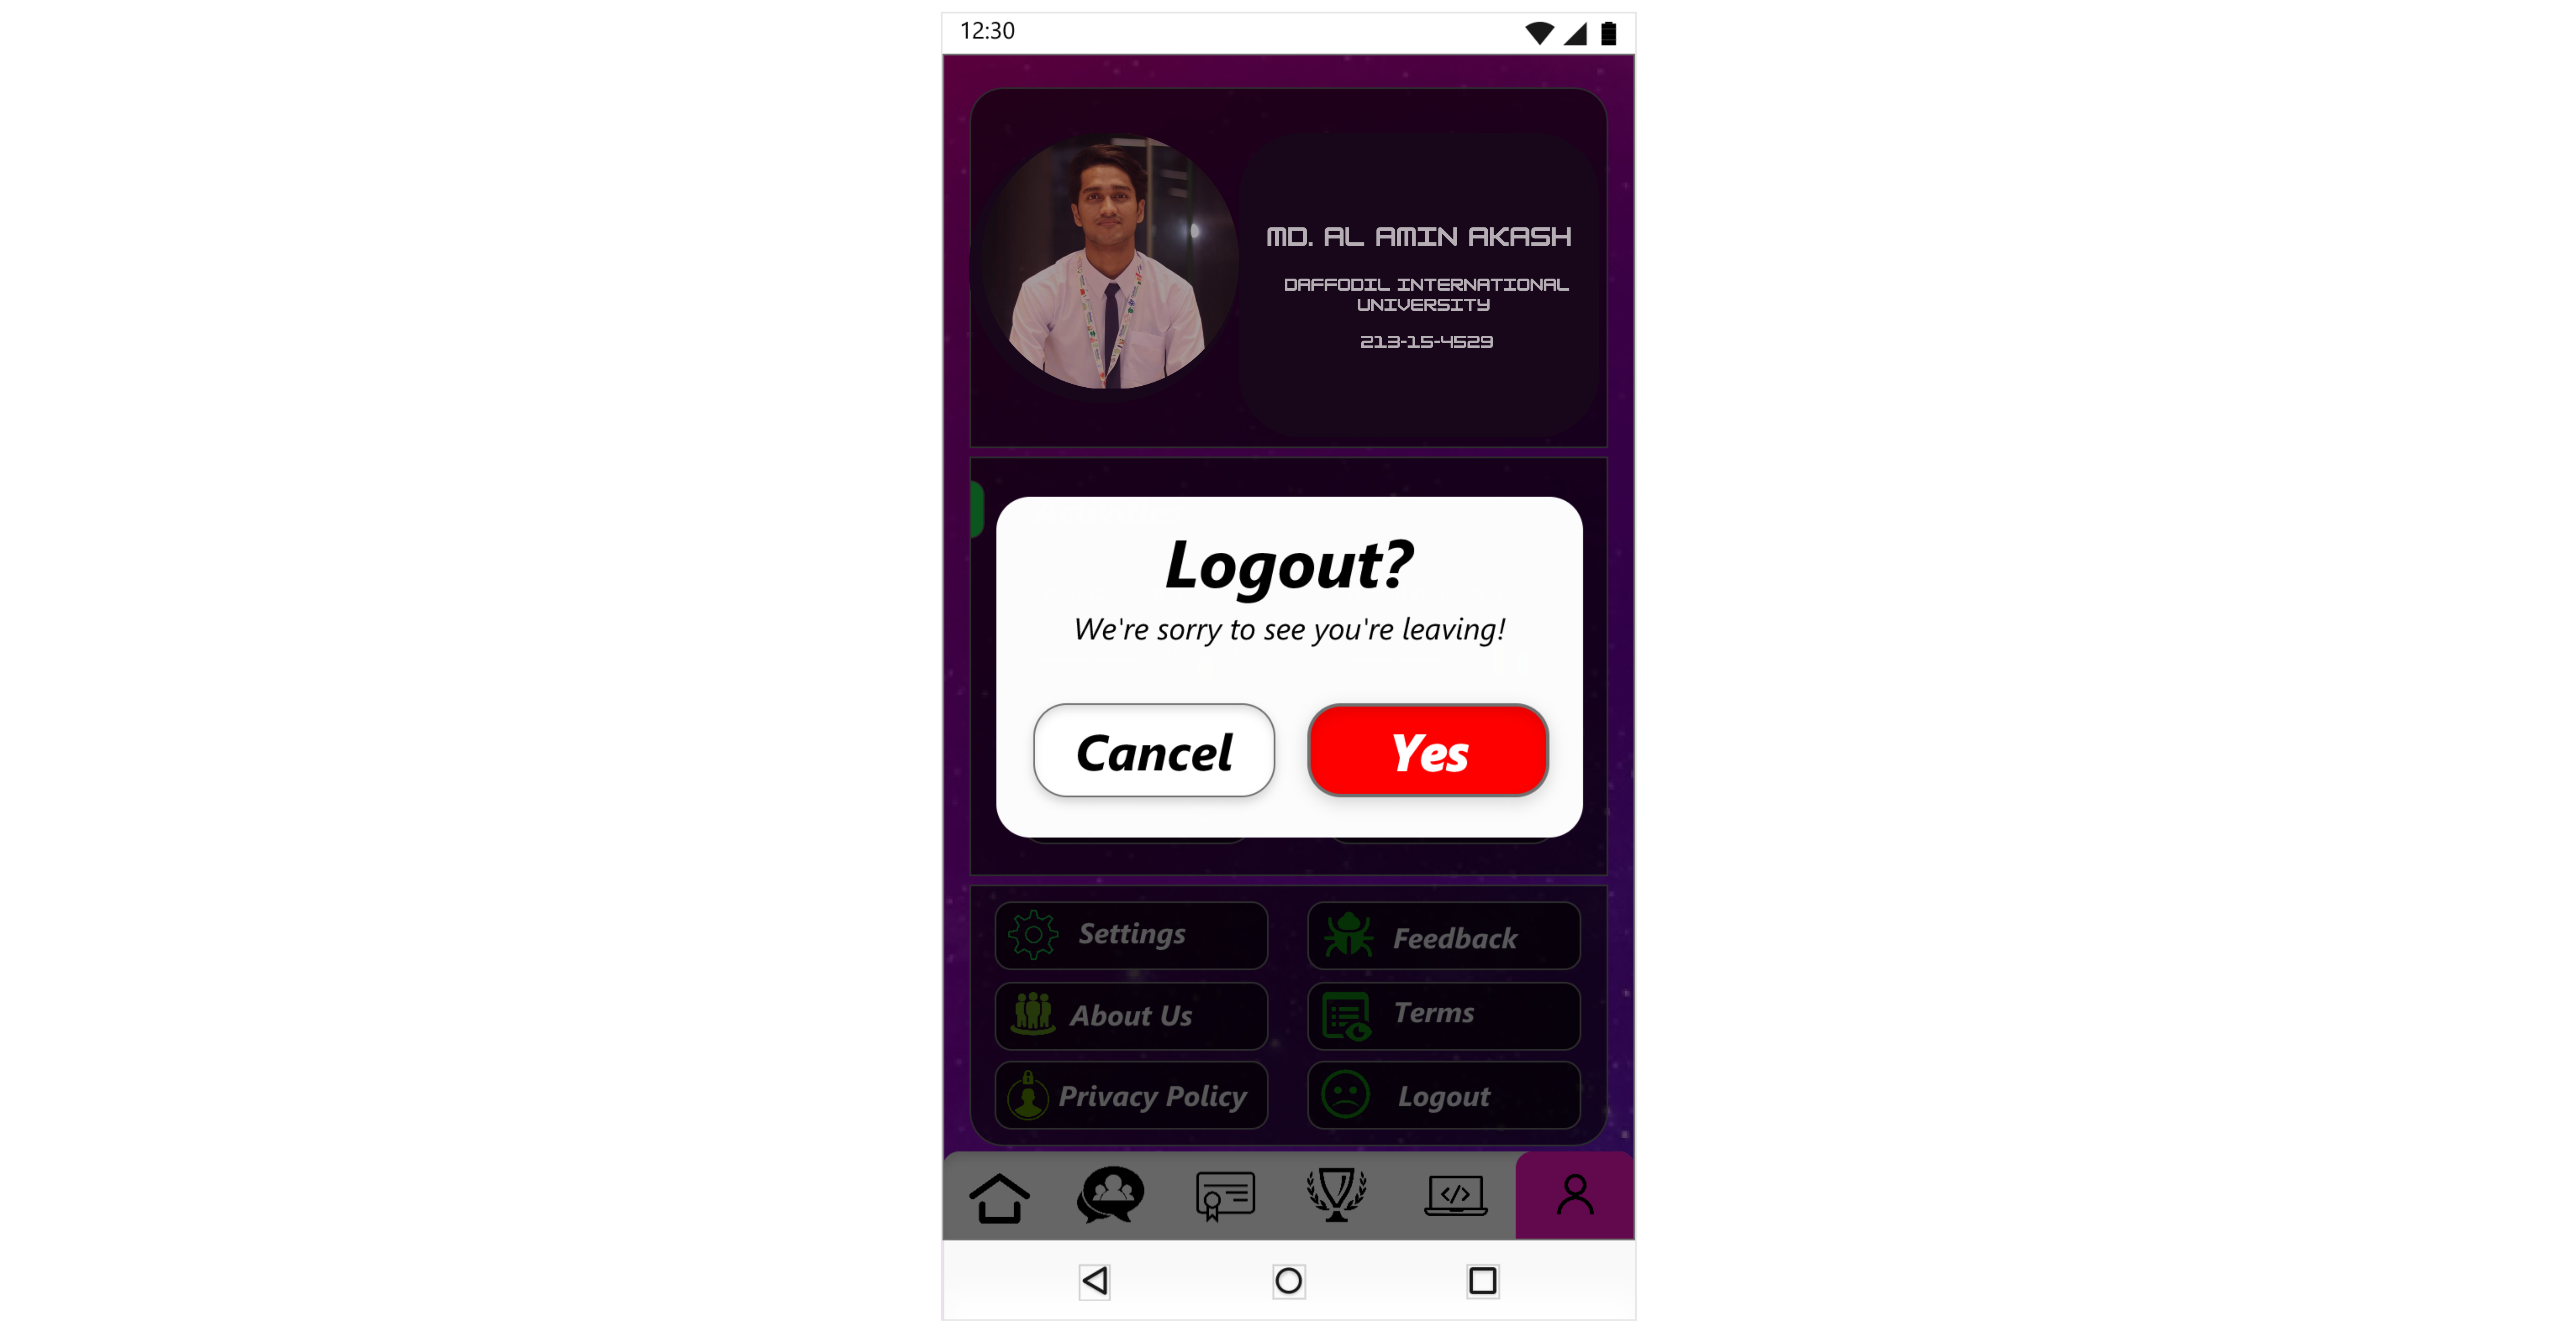 12:30
MD. AL AMIN AKASH
DAFFODIL INTERNATIONAL
UNIVERSITY
213-15-4529
Logout?
We're sorry to see you're leaving!
Cancel
Yes
Settings
Feedback
About Us
Terms
Privacy Policy
Logout